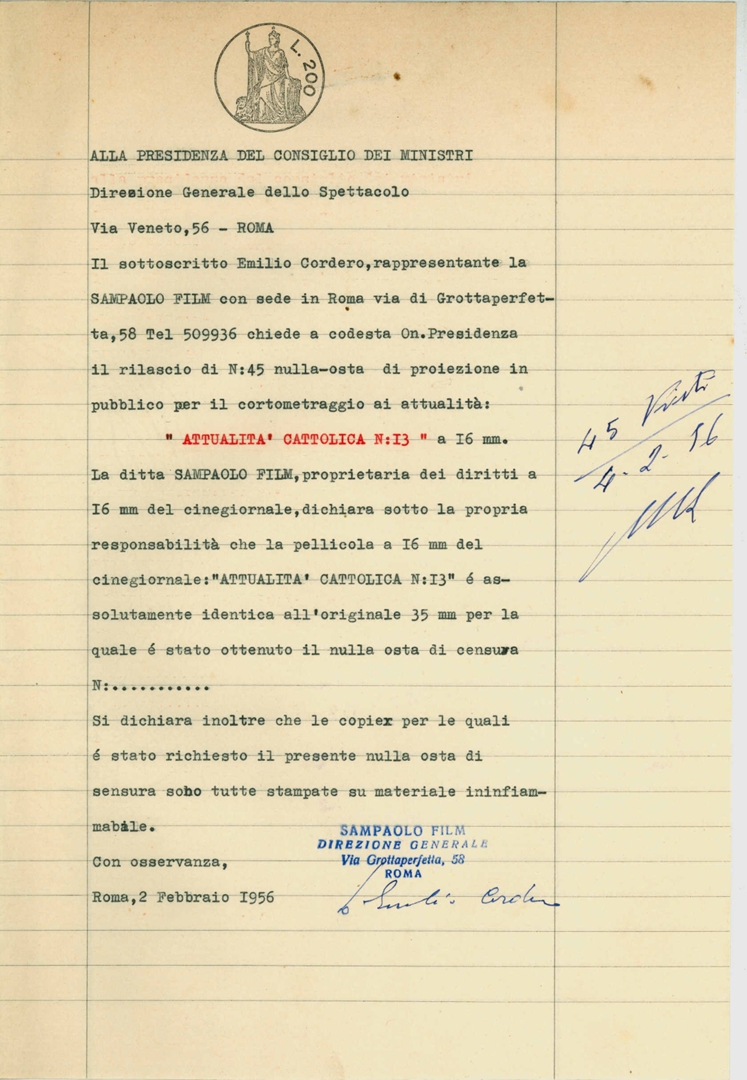 L. 200
ALLA PRESIDENZA DEL CONSIGLIO DEI MINISTRI
Direzione Generale dello Spettacolo
Via Veneto,56 - ROMA
Il sottoscritto Emilio Cordero,rappresentante la
SAMPAOLO FILM con sede in Roma via di Grottaperfet-
ta,58 Tel 509936 chiede a codesta On.Presidenza
il rilascio di N:45 nulla-osta di proiezione in
pubblico per il cortometraggio ai attualità:
" ATTUALITA' CATTOLICA N:I3 " a I6 mm.
45 Visti
4-2-56
La ditta SAMPAOLO FILM,proprietaria dei diritti a
I6 mm del cinegiornale,dichiara sotto la propria
responsabilità che la pellicola a I6 mm del
cinegiornale:"ATTUALITA' CATTOLICA N:I3" é as-
solutamente identica all'originale 35 mm per la
quale é stato ottenuto il nulla osta di censura
N:...........
Si dichiara inoltre che le copiex per le quali
é stato richiesto il presente nulla osta di
sensura sono tutte stampate su materiale ininfiam-
mabile.
Con osservanza,
Roma,2 Febbraio I956
SAMPAOLO FILM
DIREZIONE GENERALE
Via Grottaperfetta, 58
ROMA
Emilio Cordero